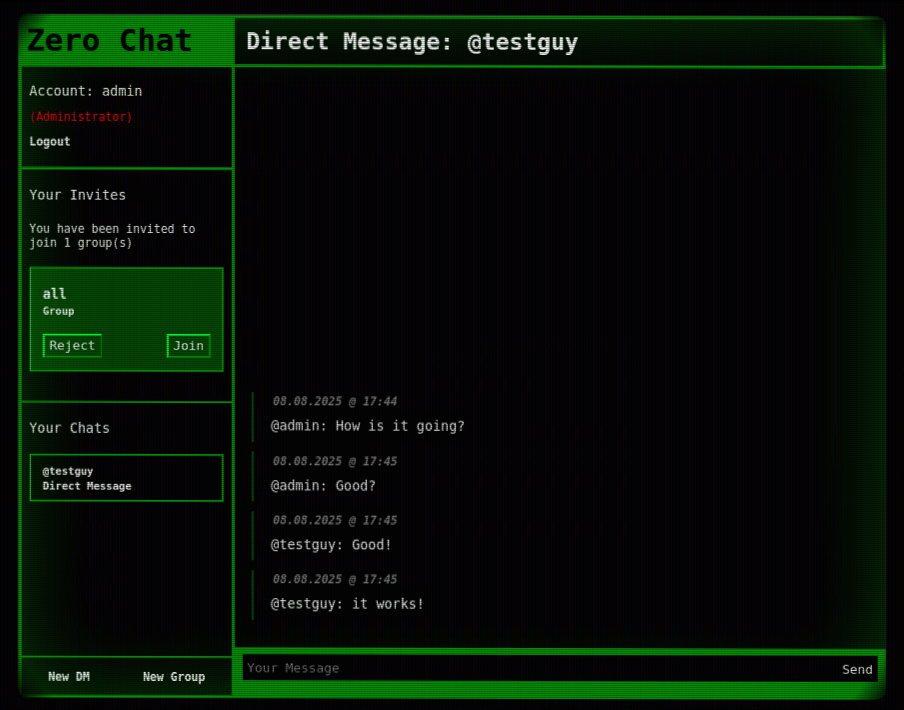 Zero Chat
Direct Message: @testguy
Account: admin
(Administrator)
Logout
Your Invites
You have been invited to
join 1 group(s)
all
Group
Reject
Join
Your Chats
@testguy
Direct Message
New DM
New Group
08.08.2025 @ 17:44
@admin: How is it going?
08.08.2025 @ 17:45
@admin: Good?
08.08.2025 @ 17:45
@testguy: Good!
08.08.2025 @ 17:45
@testguy: it works!
Your Message
Send